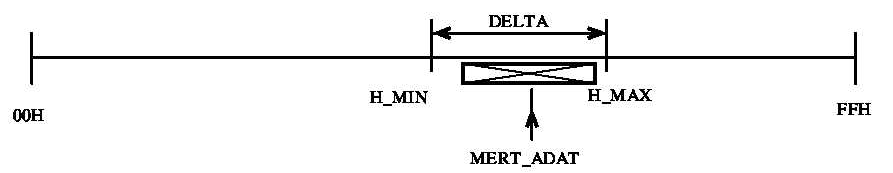 DELTA
H_MIN
H_MAX
00H
FFH
MERT_ADAT